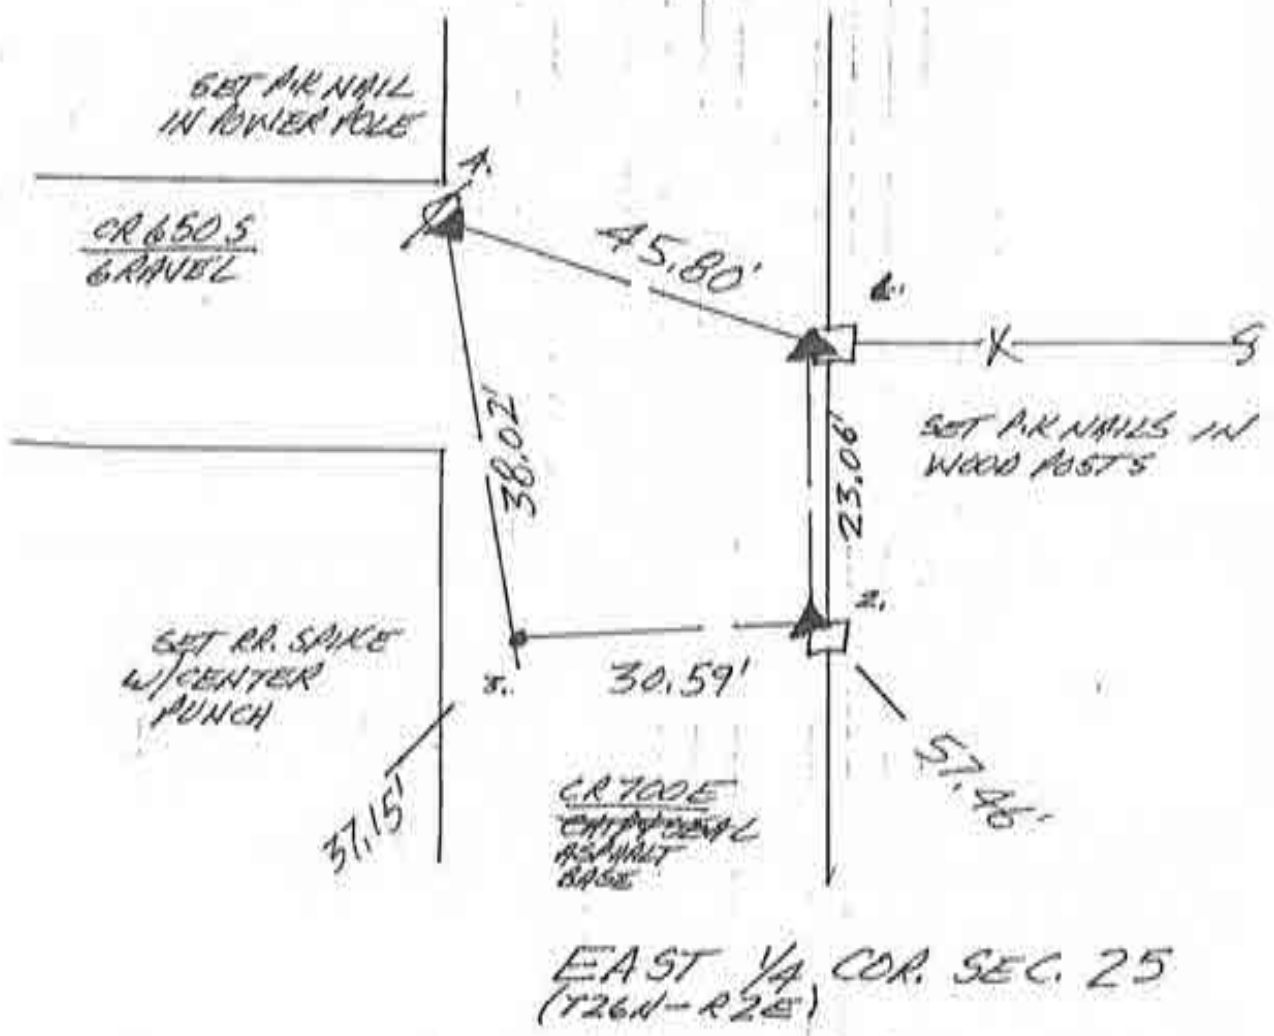 SET P.K NAIL
IN POWER POLE
4.
CR 650 S
GRAVEL
45.80'
1.
X
S
SET P.K NAILS IN
WOOD POSTS
38.02'
23.06'
2.
SET RR. SPIKE
W/CENTER
PUNCH
3.
30.59'
37.15'
57.46'
CR 700E
ASPHALT
BASE
EAST 1/4 COR. SEC. 25
(T26N-R2E)